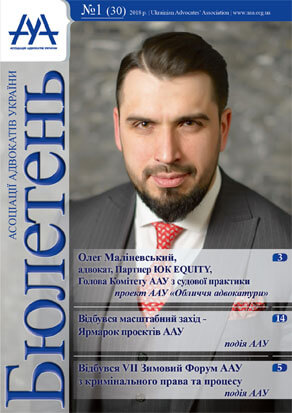 ААУ
АСОЦІАЦІЯ АДВОКАТІВ УКРАЇНИ
№1 (30)
2018 р. | Ukrainian Advocates' Association | www.uaa.org.ua
Бюлетень
АСОЦІАЦІЇ АДВОКАТІВ УКРАЇНИ
Олег Маліневський,
адвокат, Партнер ЮК EQUITY,
Голова Комітету ААУ з судової практики
проект ААУ «Обличчя адвокатури»
3
Відбувся масштабний захід -
Ярмарок проектів ААУ
подія ААУ
14
Відбувся VII Зимовий Форум ААУ
з кримінального права та процесу
подія ААУ
5